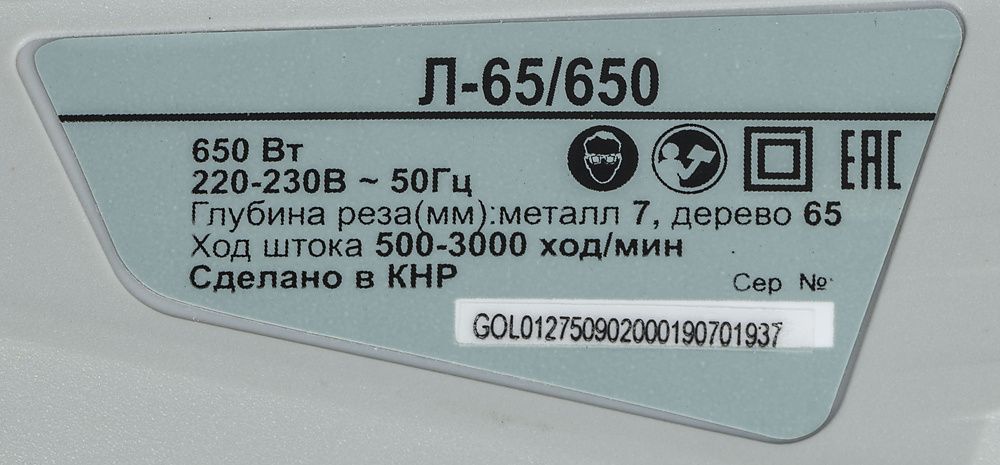 Л-65/650
650 Вт
220-230В ~ 50Гц
EAC
Глубина реза(мм):металл 7, дерево 65
Ход штока 500-3000 ход/мин
Сделано в КНР
Сер №
GOL012750902000190701937